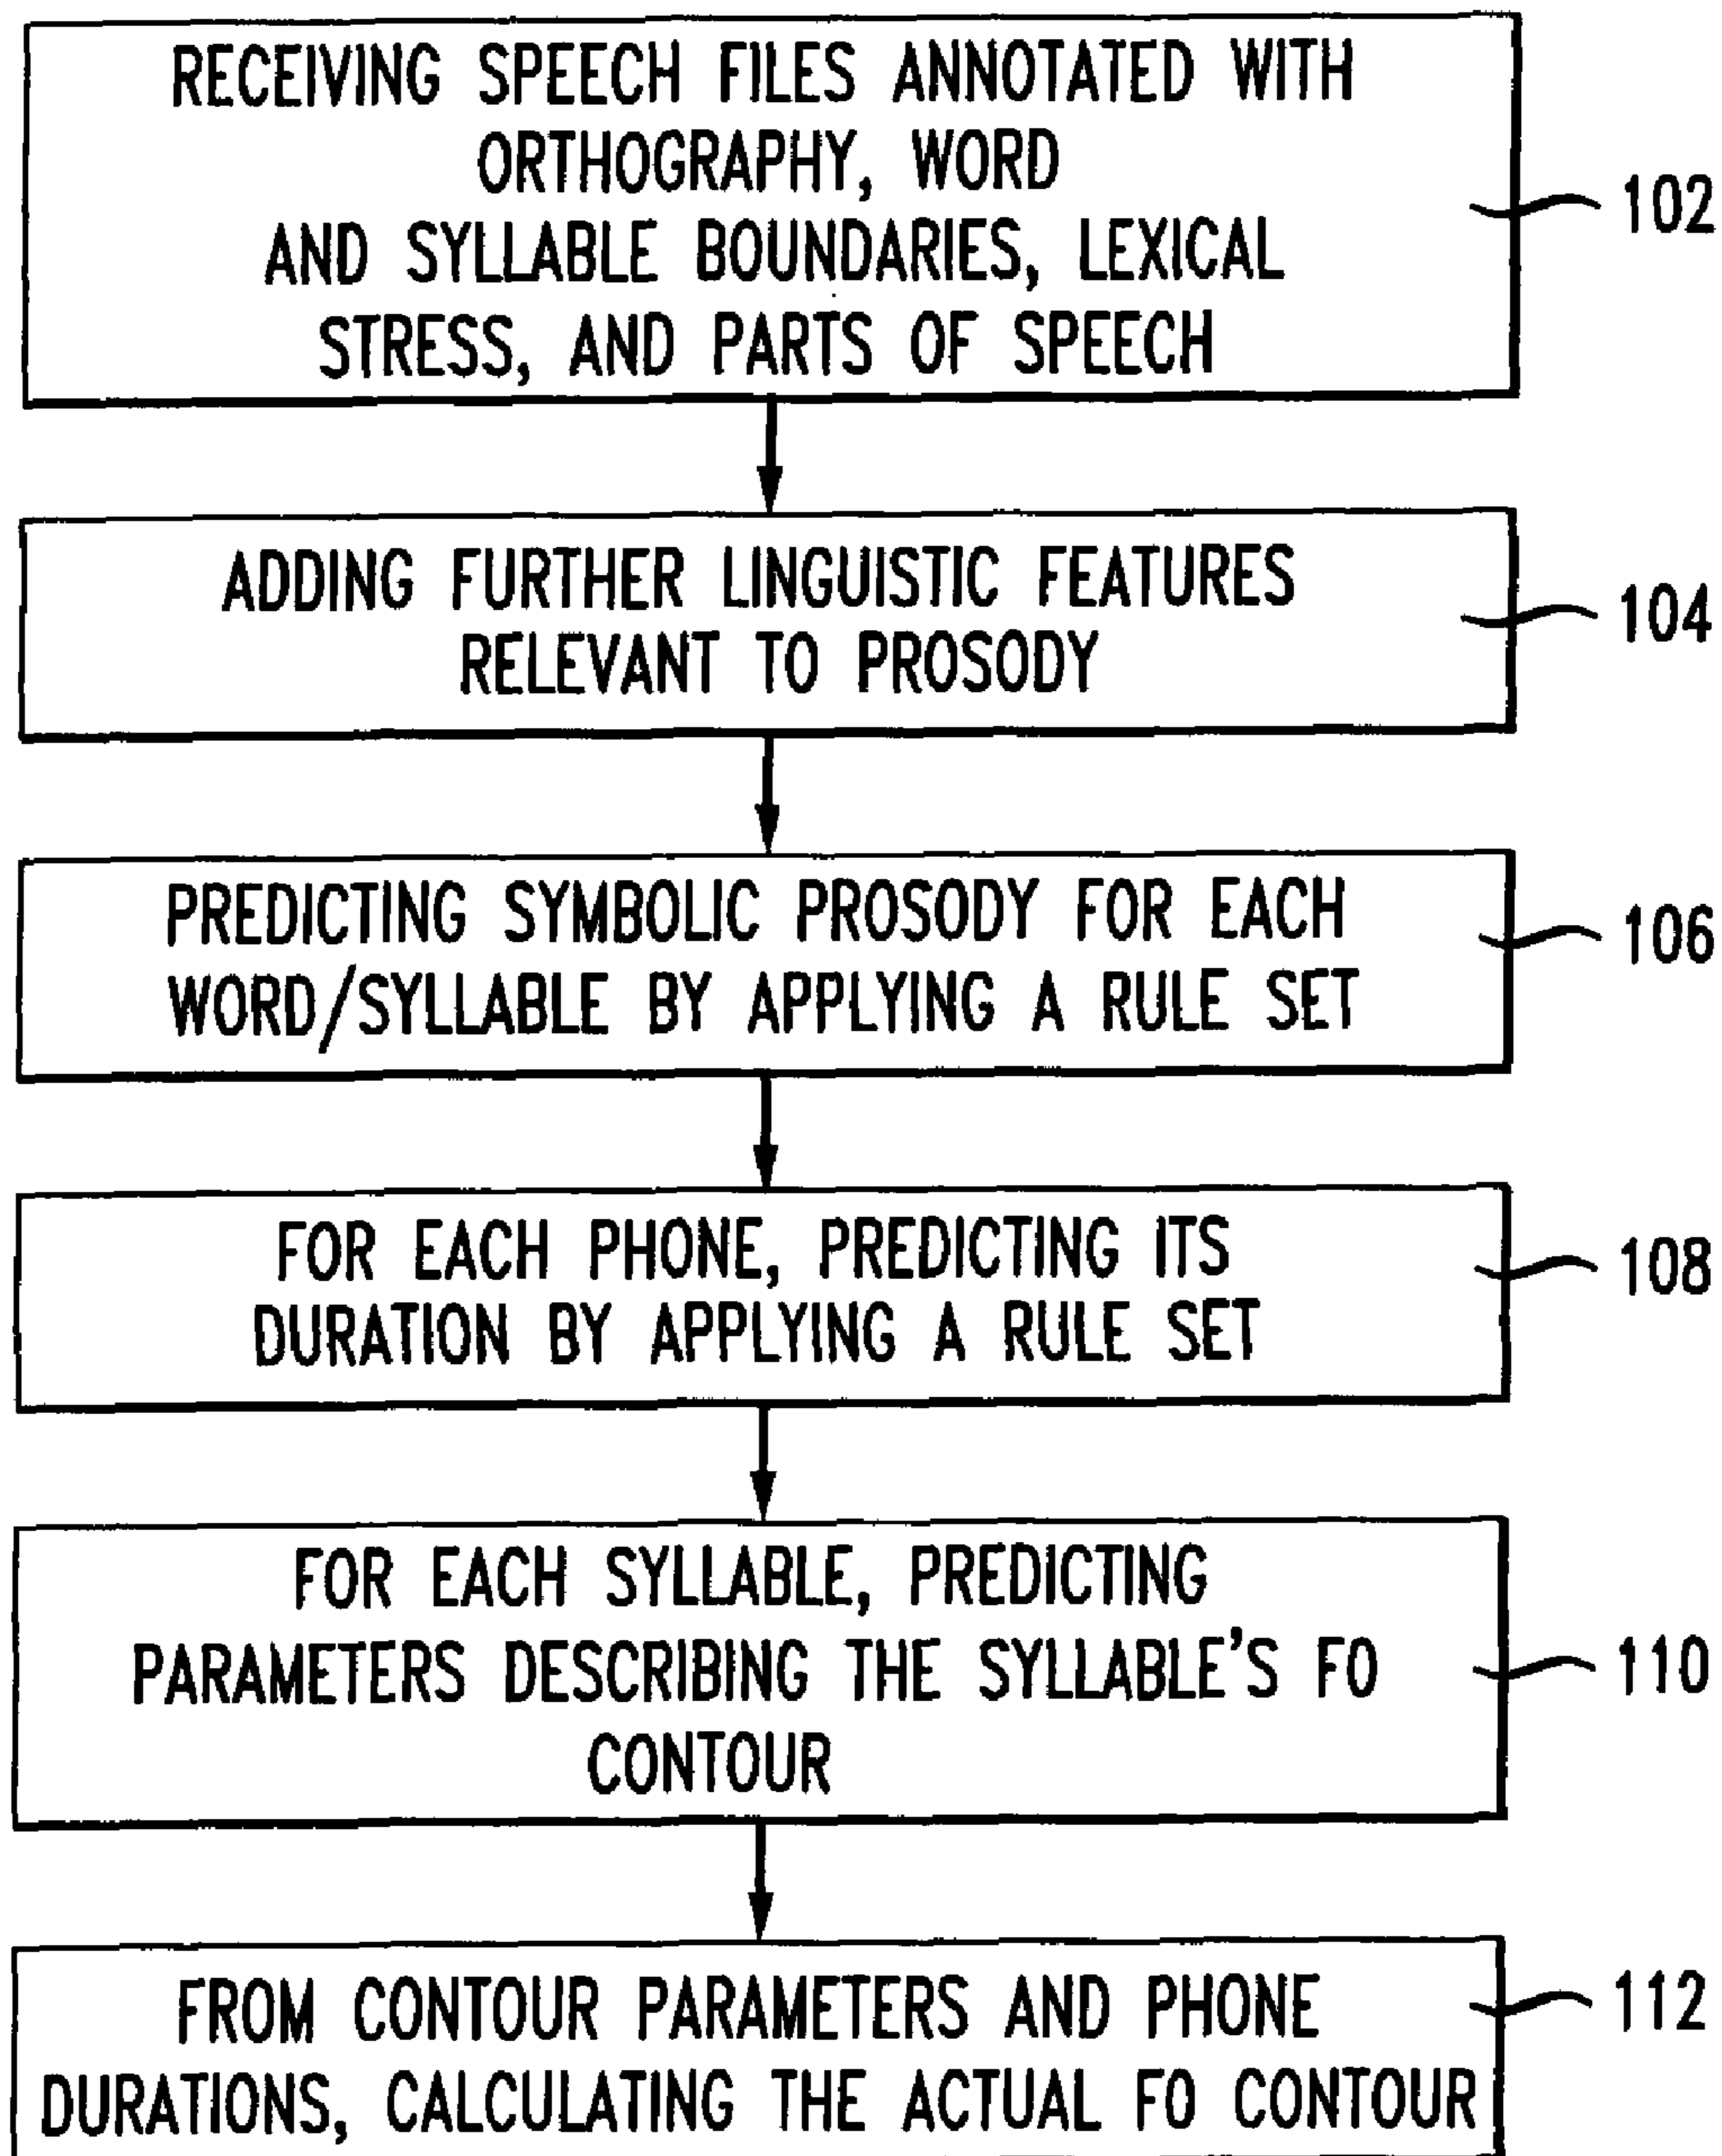 RECEIVING SPEECH FILES ANNOTATED WITH
ORTHOGRAPHY, WORD
AND SYLLABLE BOUNDARIES, LEXICAL
STRESS, AND PARTS OF SPEECH
102
ADDING FURTHER LINGUISTIC FEATURES
RELEVANT TO PROSODY
104
PREDICTING SYMBOLIC PROSODY FOR EACH
WORD/SYLLABLE BY APPLYING A RULE SET
106
FOR EACH PHONE, PREDICTING ITS
DURATION BY APPLYING A RULE SET
108
FOR EACH SYLLABLE, PREDICTING
PARAMETERS DESCRIBING THE SYLLABLE'S F0
CONTOUR
110
FROM CONTOUR PARAMETERS AND PHONE
DURATIONS, CALCULATING THE ACTUAL F0 CONTOUR
112